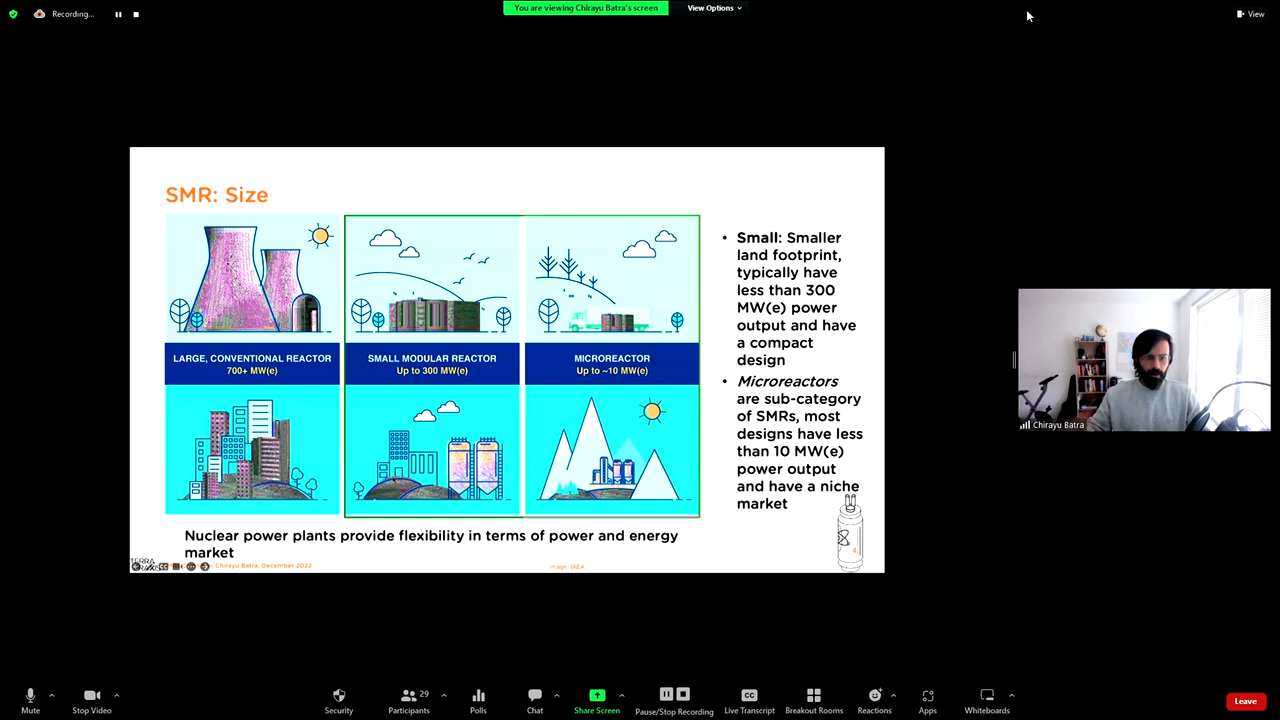 Recording...
You are viewing Chirayu Batra's screen
View Options
View
SMR: Size
LARGE, CONVENTIONAL REACTOR
700+ MW(e)
SMALL MODULAR REACTOR
Up to 300 MW(e)
MICROREACTOR
Up to ~10 MW(e)
• Small: Smaller
land footprint,
typically have
less than 300
MW(e) power
output and have
a compact
design
• Microreactors
are sub-category
of SMRs, most
designs have less
than 10 MW(e)
power output
and have a niche
market
Nuclear power plants provide flexibility in terms of power and energy
market
TERRA
Chirayu Batra, December 2022
Image: IAEA
Chirayu Batra
Mute
Stop Video
Security
29
Participants
Polls
Chat
Share Screen
Pause/Stop Recording
CC
Live Transcript
Breakout Rooms
Reactions
Apps
Whiteboards
Leave